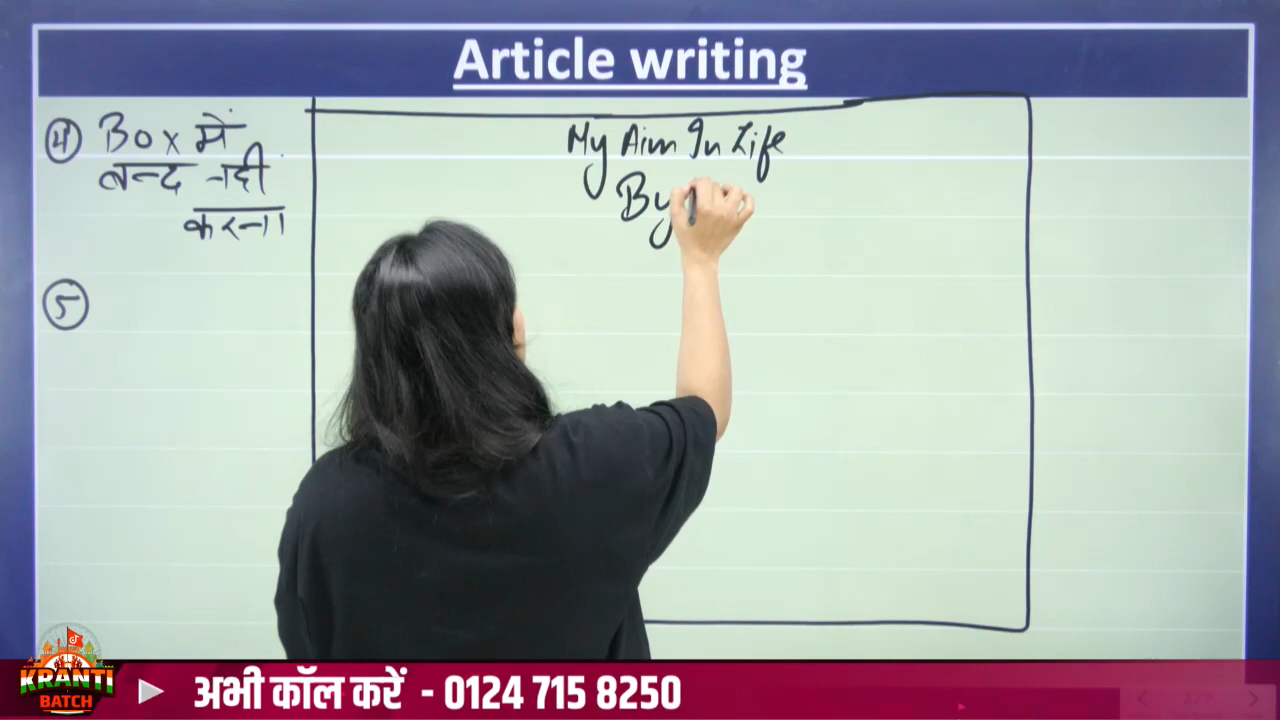 Article writing
④ Box में
बन्द नही
करना
⑤
My Aim In Life
By
KRANTI
BATCH
अभी कॉल करें - 0124 715 8250